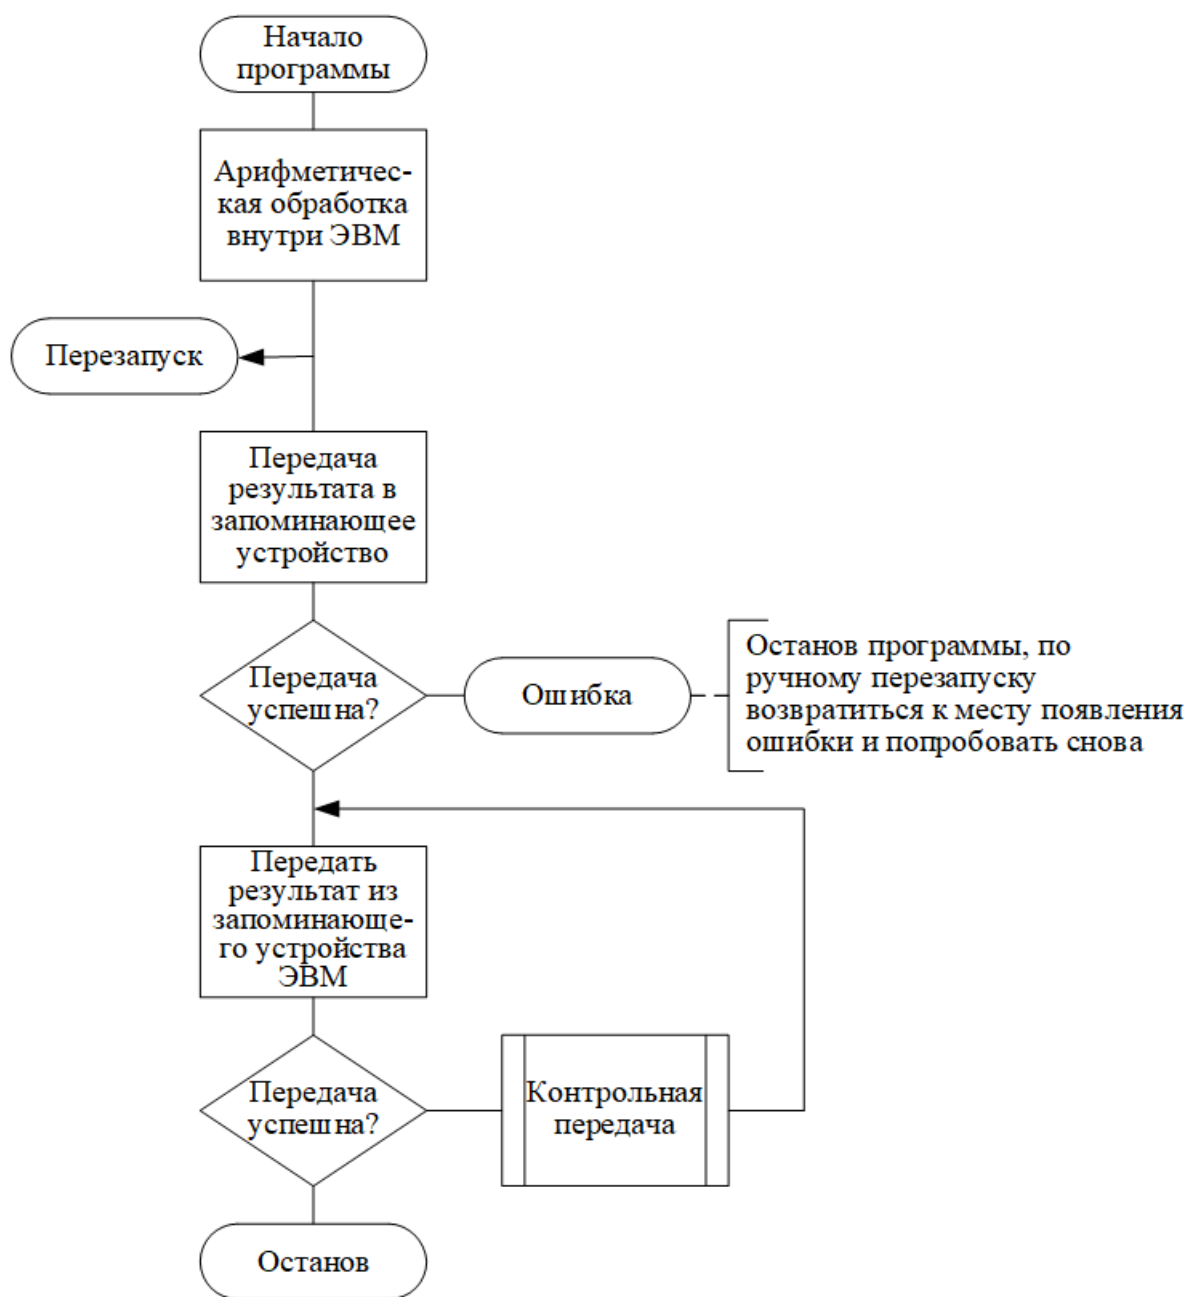 Начало
программы
Арифметичес-
кая обработка
внутри ЭВМ
Перезапуск
Передача
результата в
запоминающее
устройство
Передача
успешна?
Ошибка
Останов программы, по
ручному перезапуску
возвратиться к месту появления
ошибки и попробовать снова
Передать
результат из
запоминающе-
го устройства
ЭВМ
Передача
успешна?
Контрольная
передача
Останов